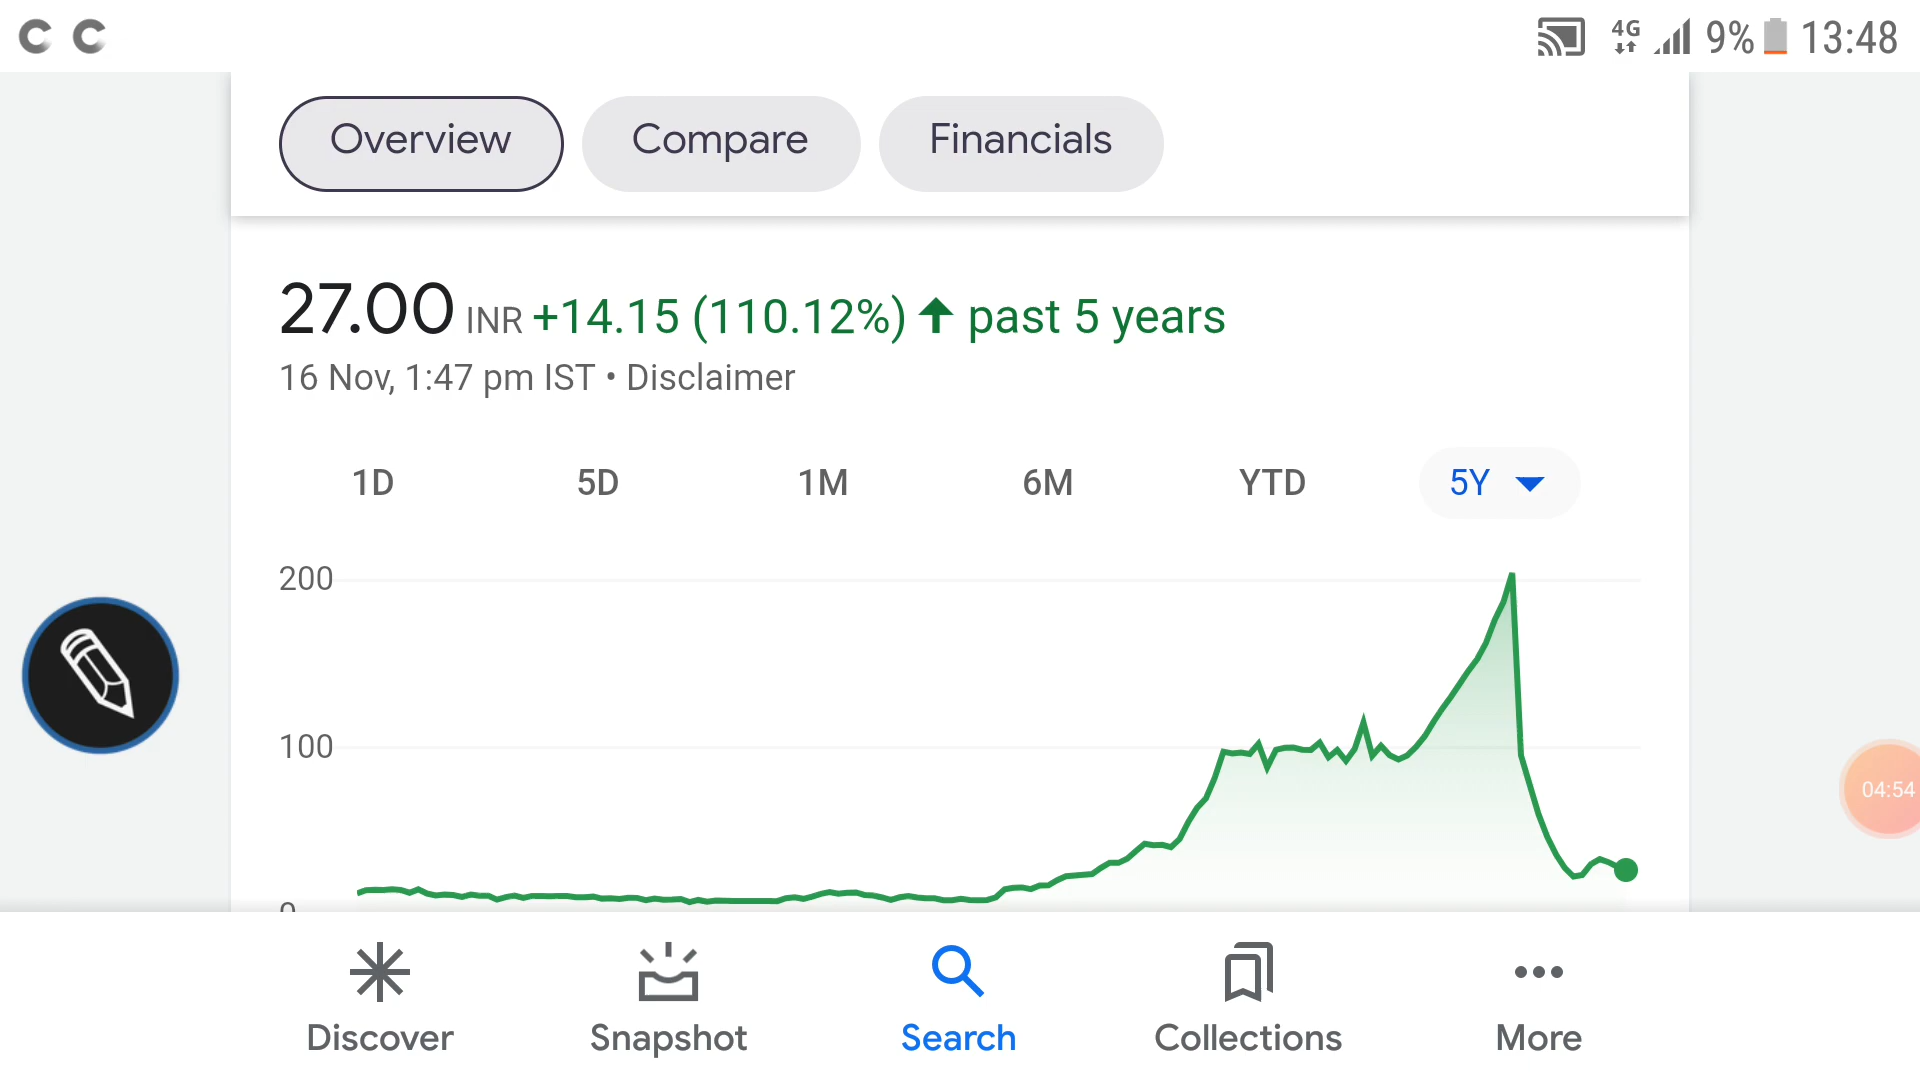 4G 9% 13:48
Overview Compare Financials
27.00 INR +14.15 (110.12%) ↑ past 5 years
16 Nov, 1:47 pm IST • Disclaimer
1D 5D 1M 6M YTD 5Y
200
100
0
04:54
Discover Snapshot Search Collections More